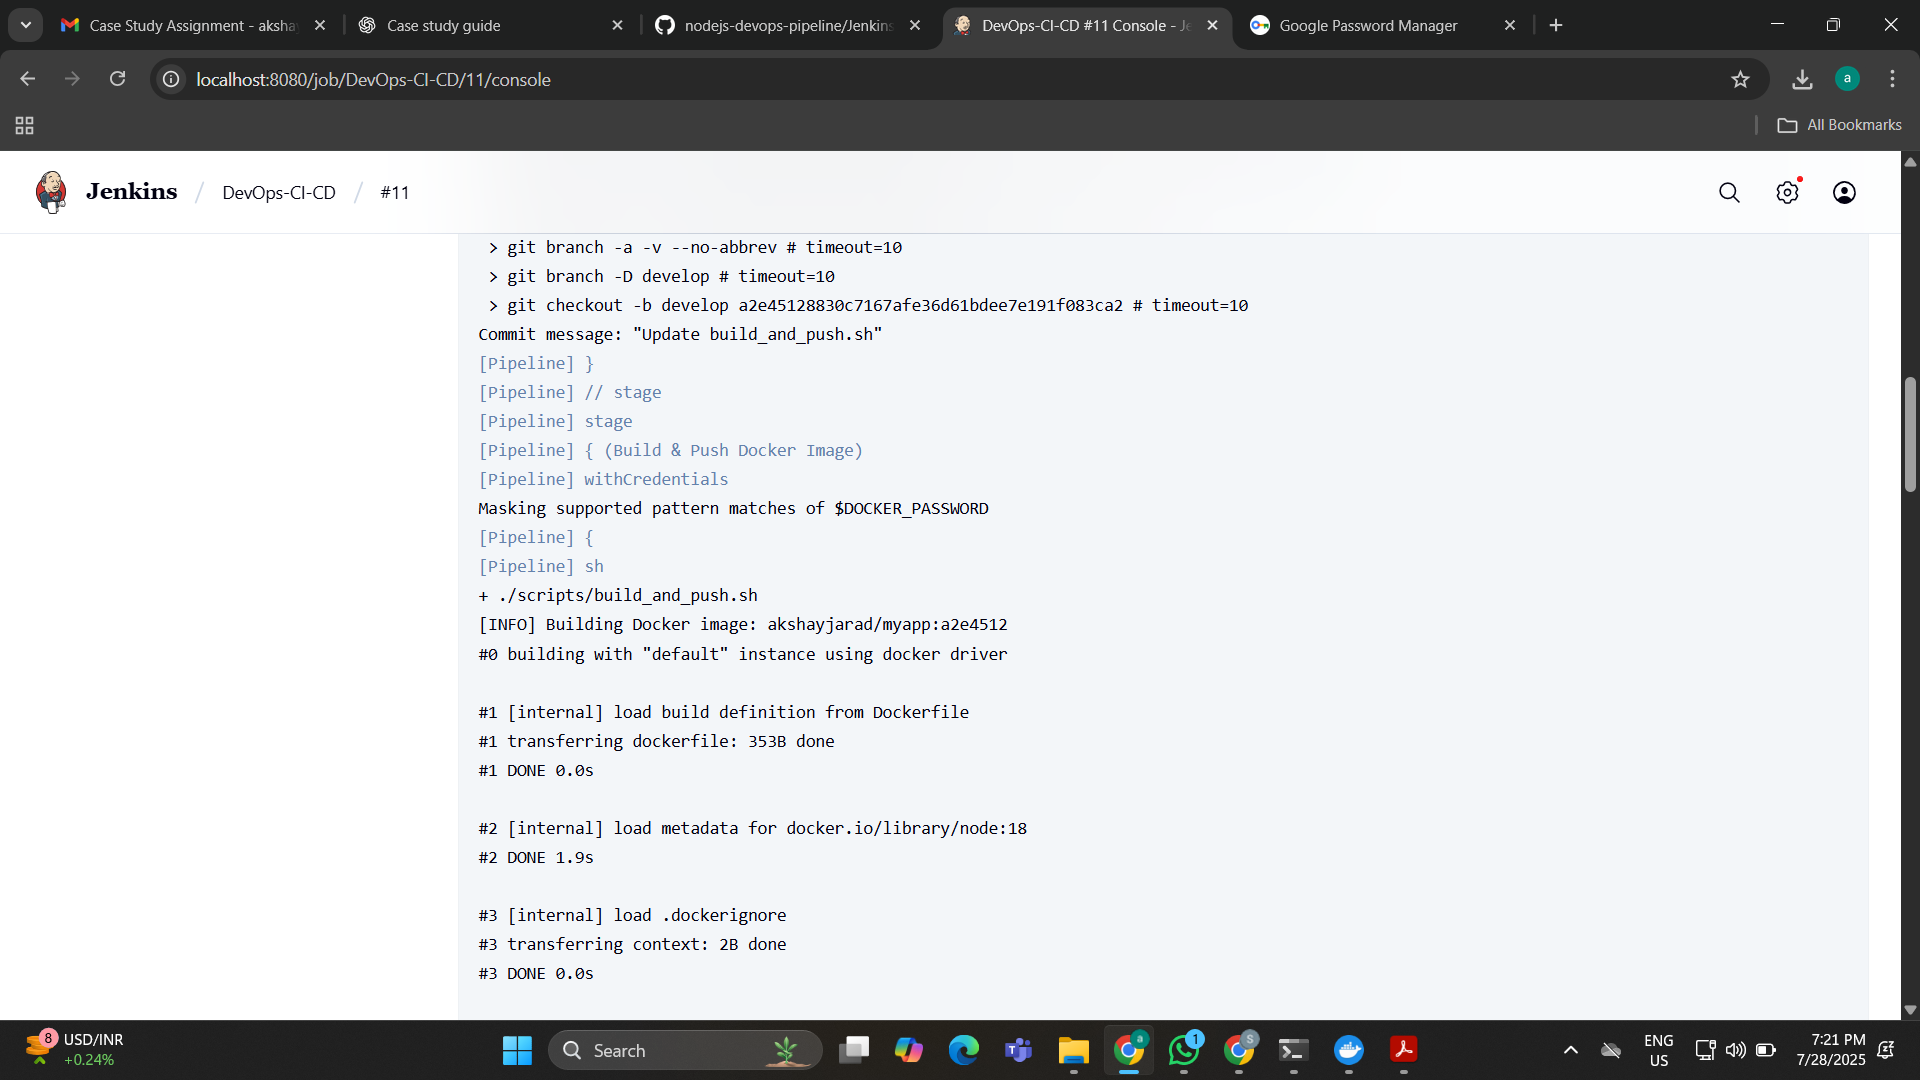 Case Study Assignment - aksha
Case study guide
nodejs-devops-pipeline/Jenkins
DevOps-CI-CD #11 Console - Je
Google Password Manager
localhost:8080/job/DevOps-CI-CD/11/console
a
All Bookmarks
Jenkins / DevOps-CI-CD / #11
> git branch -a -v --no-abbrev # timeout=10
> git branch -D develop # timeout=10
> git checkout -b develop a2e45128830c7167afe36d61bdee7e191f083ca2 # timeout=10
Commit message: "Update build_and_push.sh"
[Pipeline] }
[Pipeline] // stage
[Pipeline] stage
[Pipeline] { (Build & Push Docker Image)
[Pipeline] withCredentials
Masking supported pattern matches of $DOCKER_PASSWORD
[Pipeline] {
[Pipeline] sh
+ ./scripts/build_and_push.sh
[INFO] Building Docker image: akshayjarad/myapp:a2e4512
#0 building with "default" instance using docker driver
#1 [internal] load build definition from Dockerfile
#1 transferring dockerfile: 353B done
#1 DONE 0.0s
#2 [internal] load metadata for docker.io/library/node:18
#2 DONE 1.9s
#3 [internal] load .dockerignore
#3 transferring context: 2B done
#3 DONE 0.0s
8
USD/INR
+0.24%
Search
a
1
S
ENG
US
7:21 PM
7/28/2025